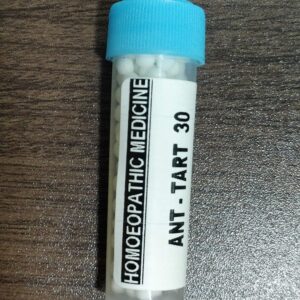 HOMOEOPATHIC MEDICINE
ANT - TART 30